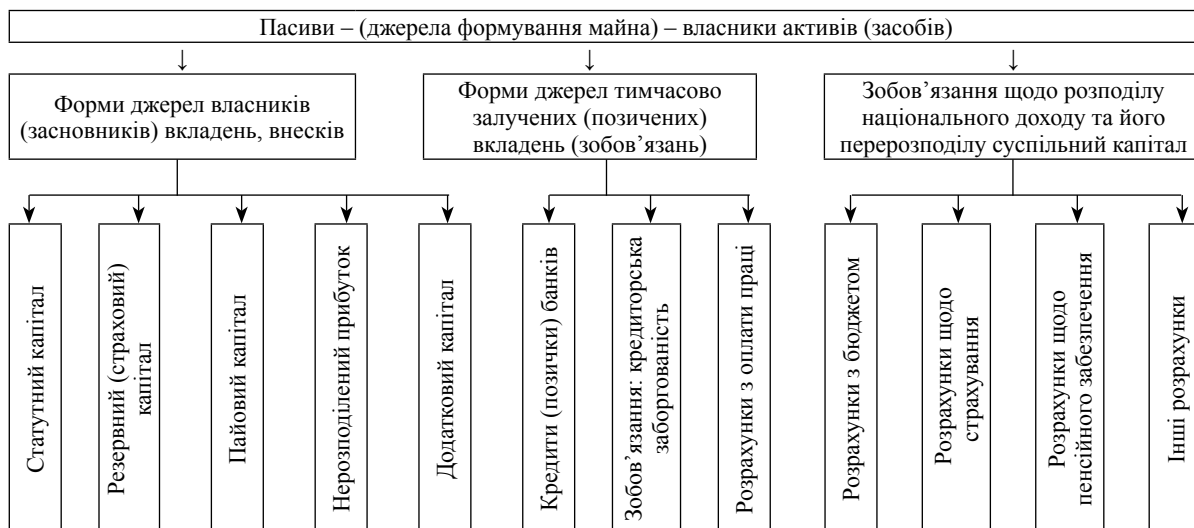 Пасиви – (джерела формування майна) – власники активів (засобів)
Форми джерел власників
(засновників) вкладень, внесків
Форми джерел тимчасово
залучених (позичених)
вкладень (зобов’язань)
Зобов’язання щодо розподілу
національного доходу та його
перерозподілу суспільний капітал
Статутний капітал
Резервний (страховий)
капітал
Пайовий капітал
Нерозподілений прибуток
Додатковий капітал
Кредити (позички) банків
Зобов’язання: кредиторська
заборгованість
Розрахунки з оплати праці
Розрахунки з бюджетом
Розрахунки щодо
страхування
Розрахунки щодо
пенсійного забезпечення
Інші розрахунки